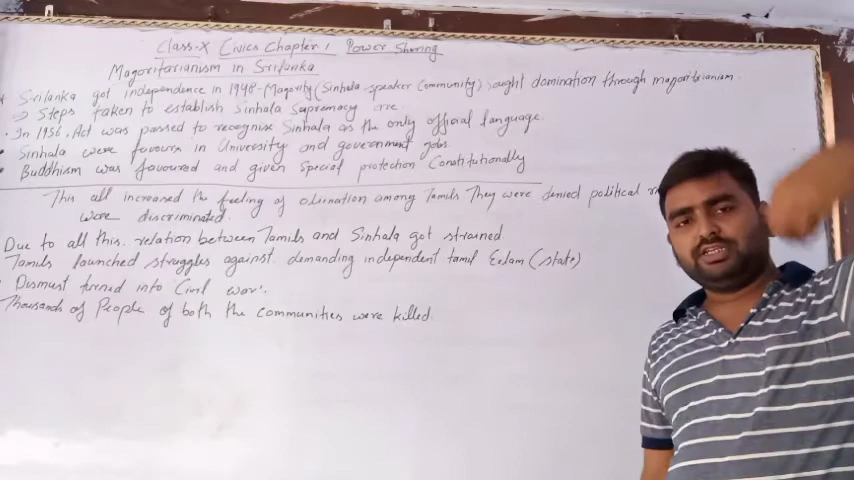 Class-X Civics Chapter 1 Power Sharing
Magoritarianism in Srilanka
Srilanka got independence in 1948 - Majority (Sinhala speaker Community) sought domination through magoritarianism.
⇒ Steps taken to establish Sinhala Supremacy are.
• In 1956. Act was passed to recognise Sinhala as the only official language.
• Sinhala were favours in University and government jobs.
• Buddhism was favoured and given special protection Constitutionally
This all increased the feeling of alienation among Tamils They were denied political
were discriminated.
Due to all this. relation between Tamils and Sinhala got strained
Tamils launched struggles against demanding independent tamil Eelam (state)
• Dismust turned into Civil war.
Thousands of People of both the communities were killed.